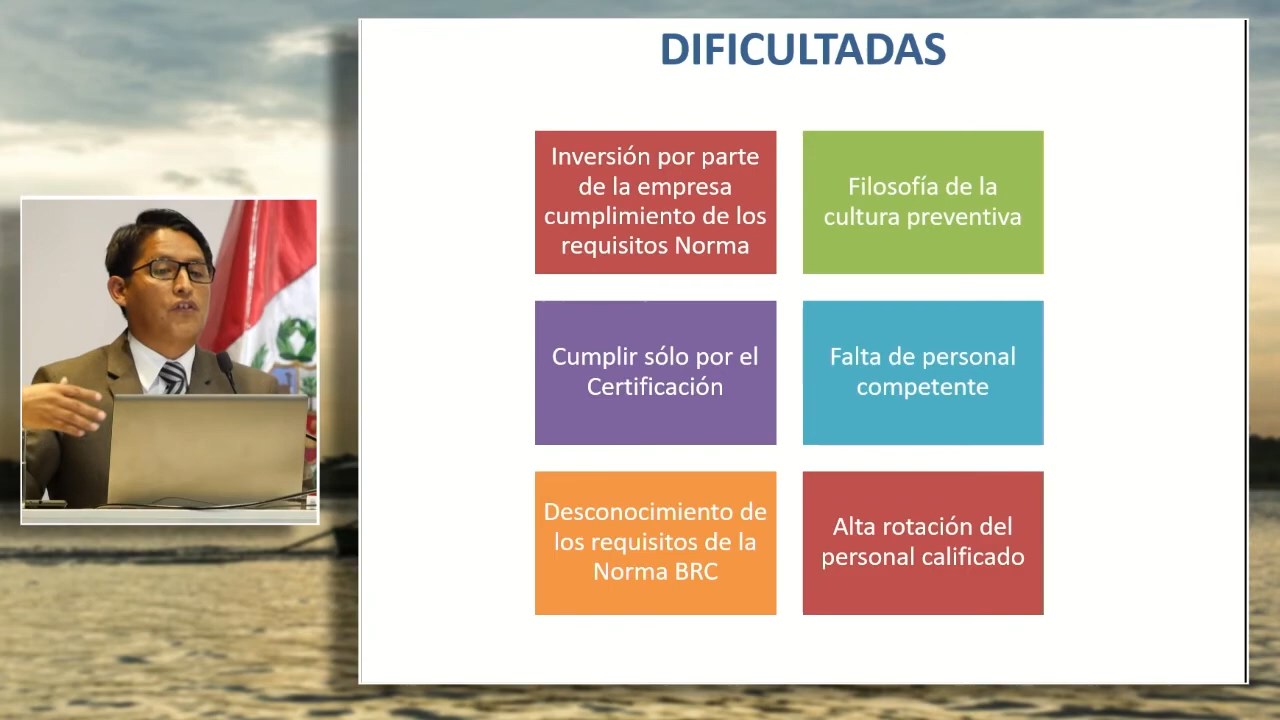 DIFICULTADAS
Inversión por parte
de la empresa
cumplimiento de los
requisitos Norma
Filosofía de la
cultura preventiva
Cumplir sólo por el
Certificación
Falta de personal
competente
Desconocimiento de
los requisitos de la
Norma BRC
Alta rotación del
personal calificado